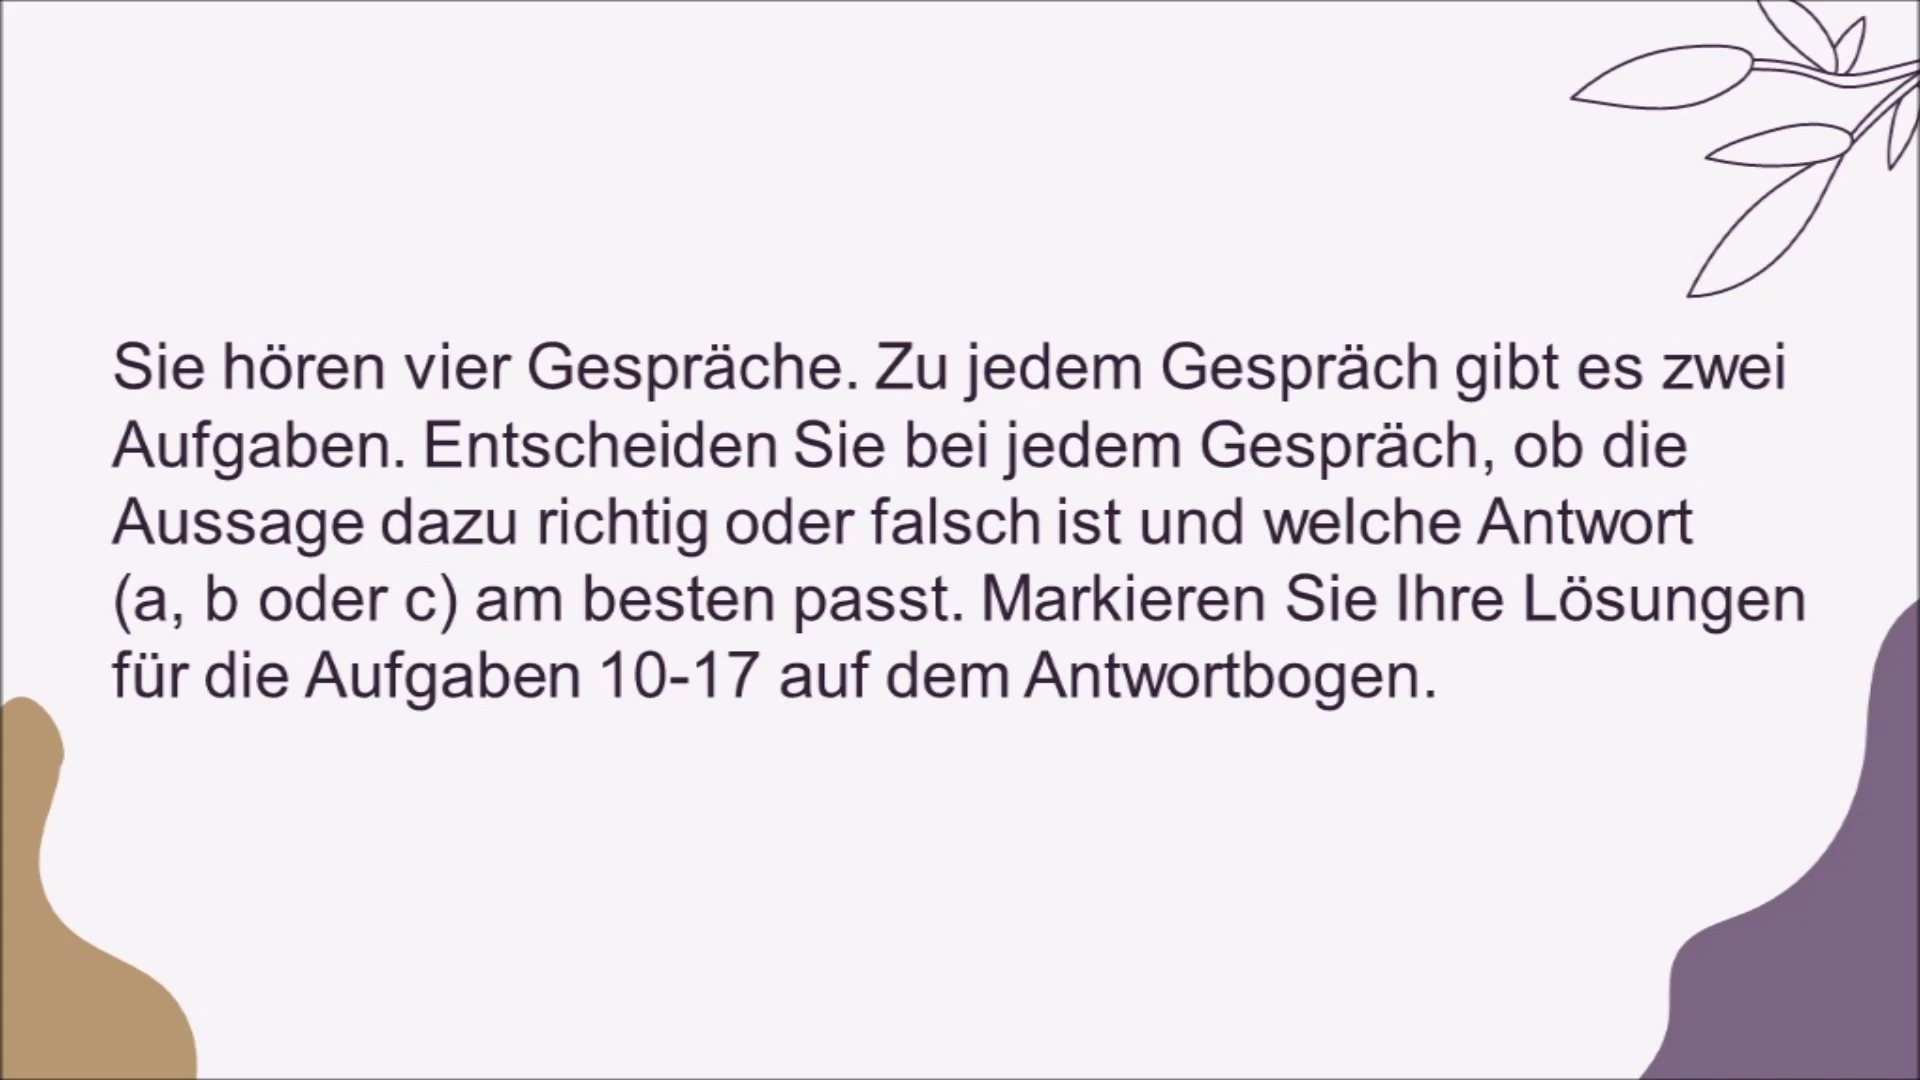 Sie hören vier Gespräche. Zu jedem Gespräch gibt es zwei
Aufgaben. Entscheiden Sie bei jedem Gespräch, ob die
Aussage dazu richtig oder falsch ist und welche Antwort
(a, b oder c) am besten passt. Markieren Sie Ihre Lösungen
für die Aufgaben 10-17 auf dem Antwortbogen.